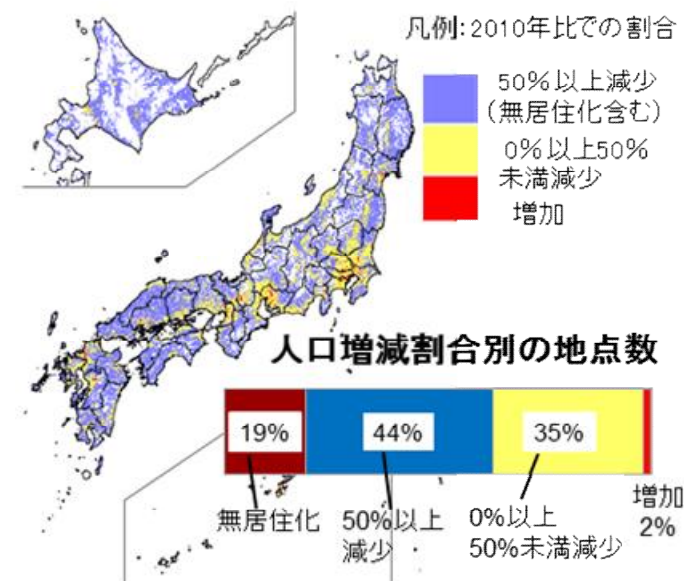 凡例:2010年比での割合
50%以上減少
(無居住化含む)
0%以上50%
未満減少
増加
人口増減割合別の地点数
19%
44%
35%
無居住化
50%以上
減少
0%以上
50%未満減少
増加
2%